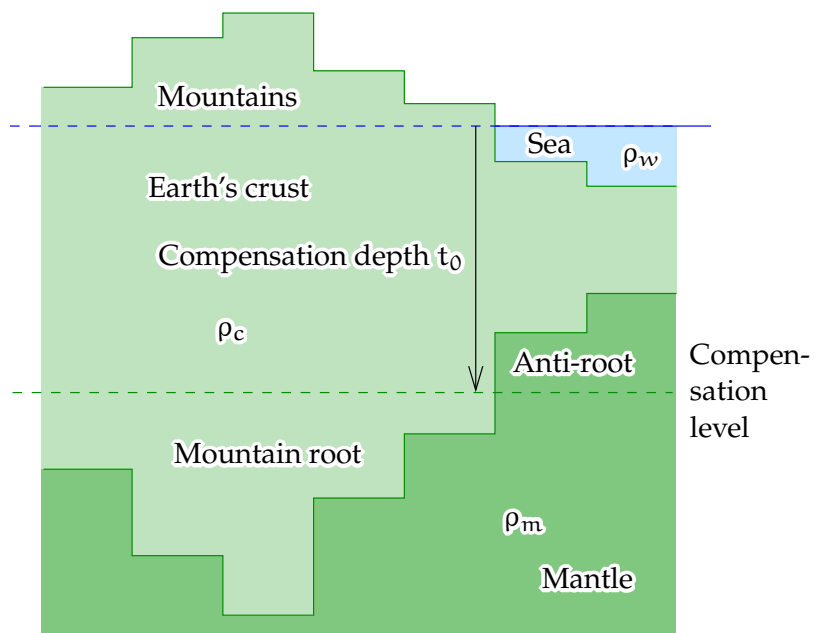 Mountains
Sea
ρw
Earth's crust
Compensation depth t0
ρc
Anti-root
Compen-
sation
level
Mountain root
ρm
Mantle